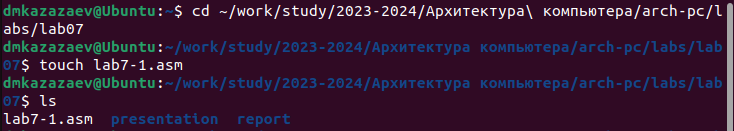 dmkazazaev@Ubuntu:~$ cd ~/work/study/2023-2024/Архитектура\ компьютера/arch-pc/l
abs/lab07
dmkazazaev@Ubuntu:~/work/study/2023-2024/Архитектура компьютера/arch-pc/labs/lab
07$ touch lab7-1.asm
dmkazazaev@Ubuntu:~/work/study/2023-2024/Архитектура компьютера/arch-pc/labs/lab
07$ ls
lab7-1.asm  presentation  report